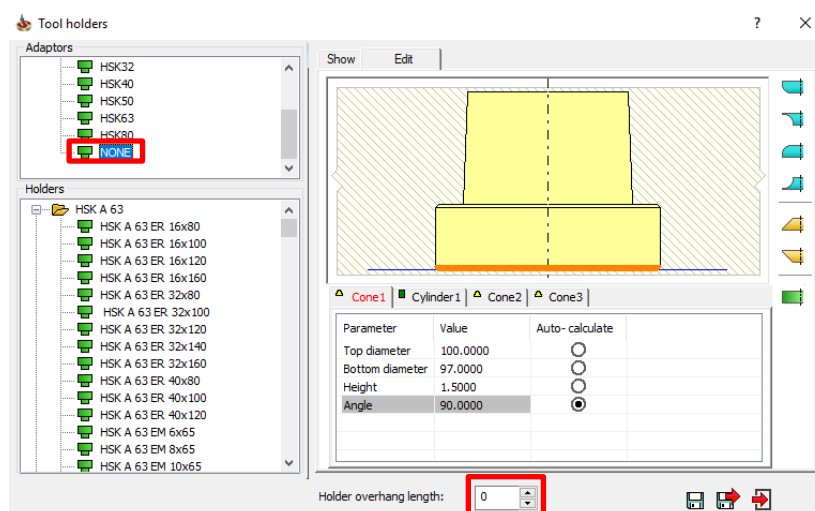 Tool holders
?
Adaptors
HSK32
HSK40
HSK50
HSK63
HSK80
NONE
Holders
HSK A 63
HSK A 63 ER 16x80
HSK A 63 ER 16x100
HSK A 63 ER 16x120
HSK A 63 ER 16x160
HSK A 63 ER 32x80
HSK A 63 ER 32x100
HSK A 63 ER 32x120
HSK A 63 ER 32x140
HSK A 63 ER 32x160
HSK A 63 ER 40x80
HSK A 63 ER 40x100
HSK A 63 ER 40x120
HSK A 63 EM 6x65
HSK A 63 EM 8x65
HSK A 63 EM 10x65
Show Edit
Cone1 Cylinder1 Cone2 Cone3
Parameter Value Auto- calculate
Top diameter 100.0000
Bottom diameter 97.0000
Height 1.5000
Angle 90.0000
Holder overhang length: 0